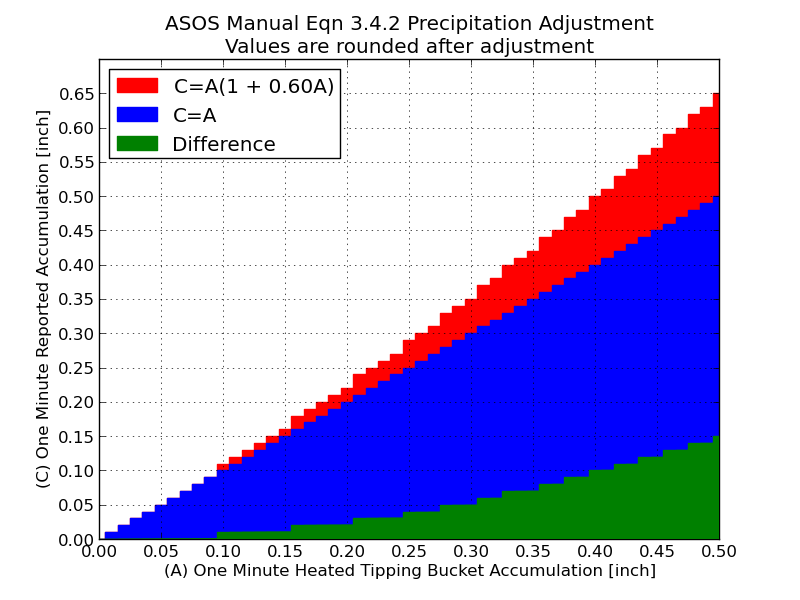 ASOS Manual Eqn 3.4.2 Precipitation Adjustment
Values are rounded after adjustment
C=A(1 + 0.60A)
C=A
Difference
(C) One Minute Reported Accumulation [inch]
0.65
0.60
0.55
0.50
0.45
0.40
0.35
0.30
0.25
0.20
0.15
0.10
0.05
0.00
0.00 0.05 0.10 0.15 0.20 0.25 0.30 0.35 0.40 0.45 0.50
(A) One Minute Heated Tipping Bucket Accumulation [inch]